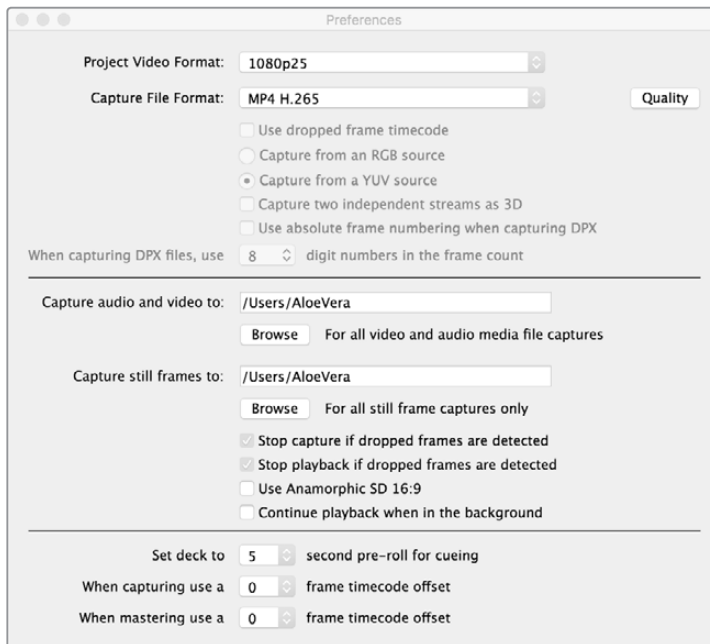 Preferences
Project Video Format: 1080p25
Capture File Format: MP4 H.265 Quality
Use dropped frame timecode
Capture from an RGB source
Capture from a YUV source
Capture two independent streams as 3D
Use absolute frame numbering when capturing DPX
When capturing DPX files, use 8 digit numbers in the frame count
Capture audio and video to: /Users/AloeVera
Browse For all video and audio media file captures
Capture still frames to: /Users/AloeVera
Browse For all still frame captures only
Stop capture if dropped frames are detected
Stop playback if dropped frames are detected
Use Anamorphic SD 16:9
Continue playback when in the background
Set deck to 5 second pre-roll for cueing
When capturing use a 0 frame timecode offset
When mastering use a 0 frame timecode offset